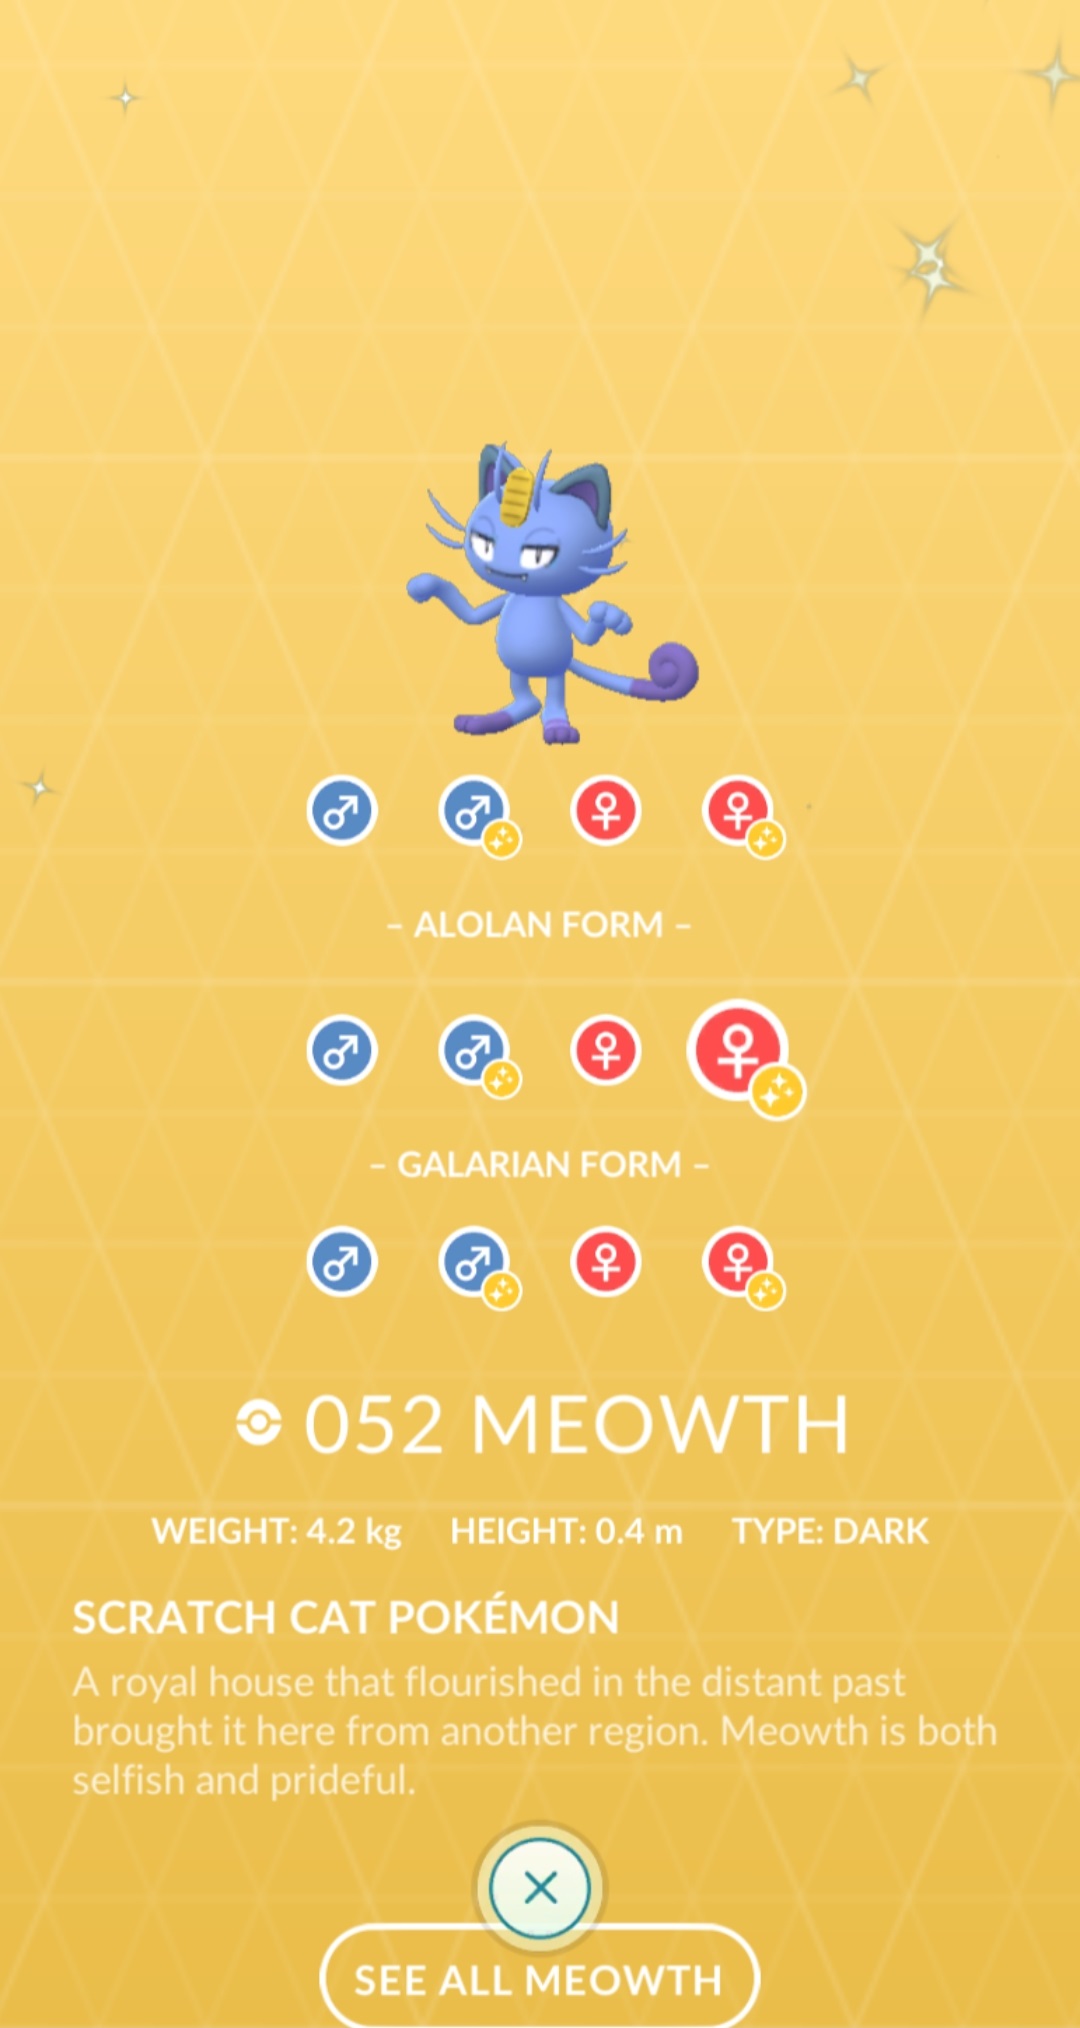 – ALOLAN FORM –
– GALARIAN FORM –
052 MEOWTH
WEIGHT: 4.2 kg HEIGHT: 0.4 m TYPE: DARK
SCRATCH CAT POKÉMON
A royal house that flourished in the distant past
brought it here from another region. Meowth is both
selfish and prideful.
SEE ALL MEOWTH